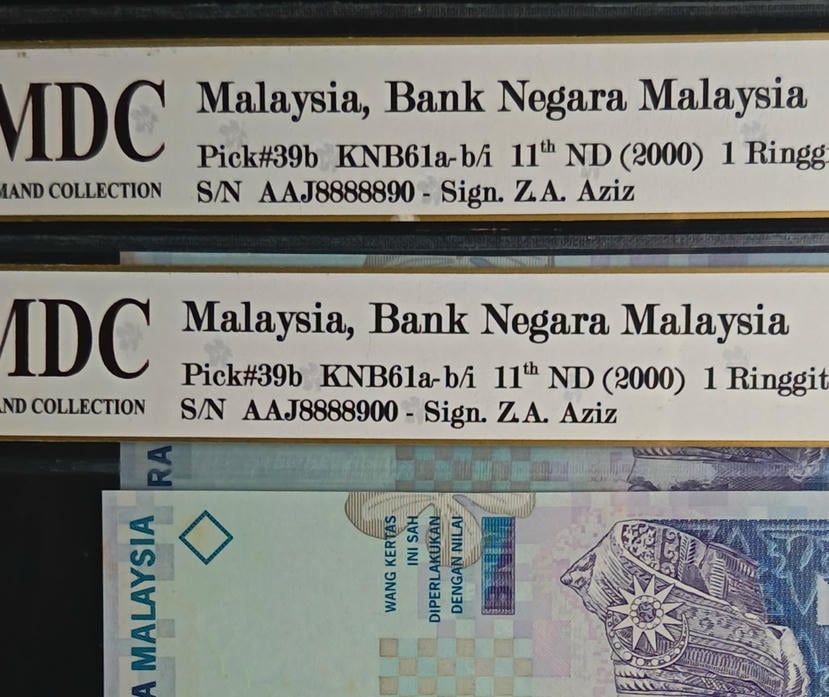 MDC
MAND COLLECTION
Malaysia, Bank Negara Malaysia
Pick#39b KNB61a-b/i 11th ND (2000) 1 Ringgi
S/N AAJ8888890 - Sign. Z.A. Aziz
MDC
AND COLLECTION
Malaysia, Bank Negara Malaysia
Pick#39b KNB61a-b/i 11th ND (2000) 1 Ringgit
S/N AAJ8888900 - Sign. Z.A. Aziz
RA
A MALAYSIA
WANG KERTAS
INI SAH
DIPERLAKUKAN
DENGAN NILAI